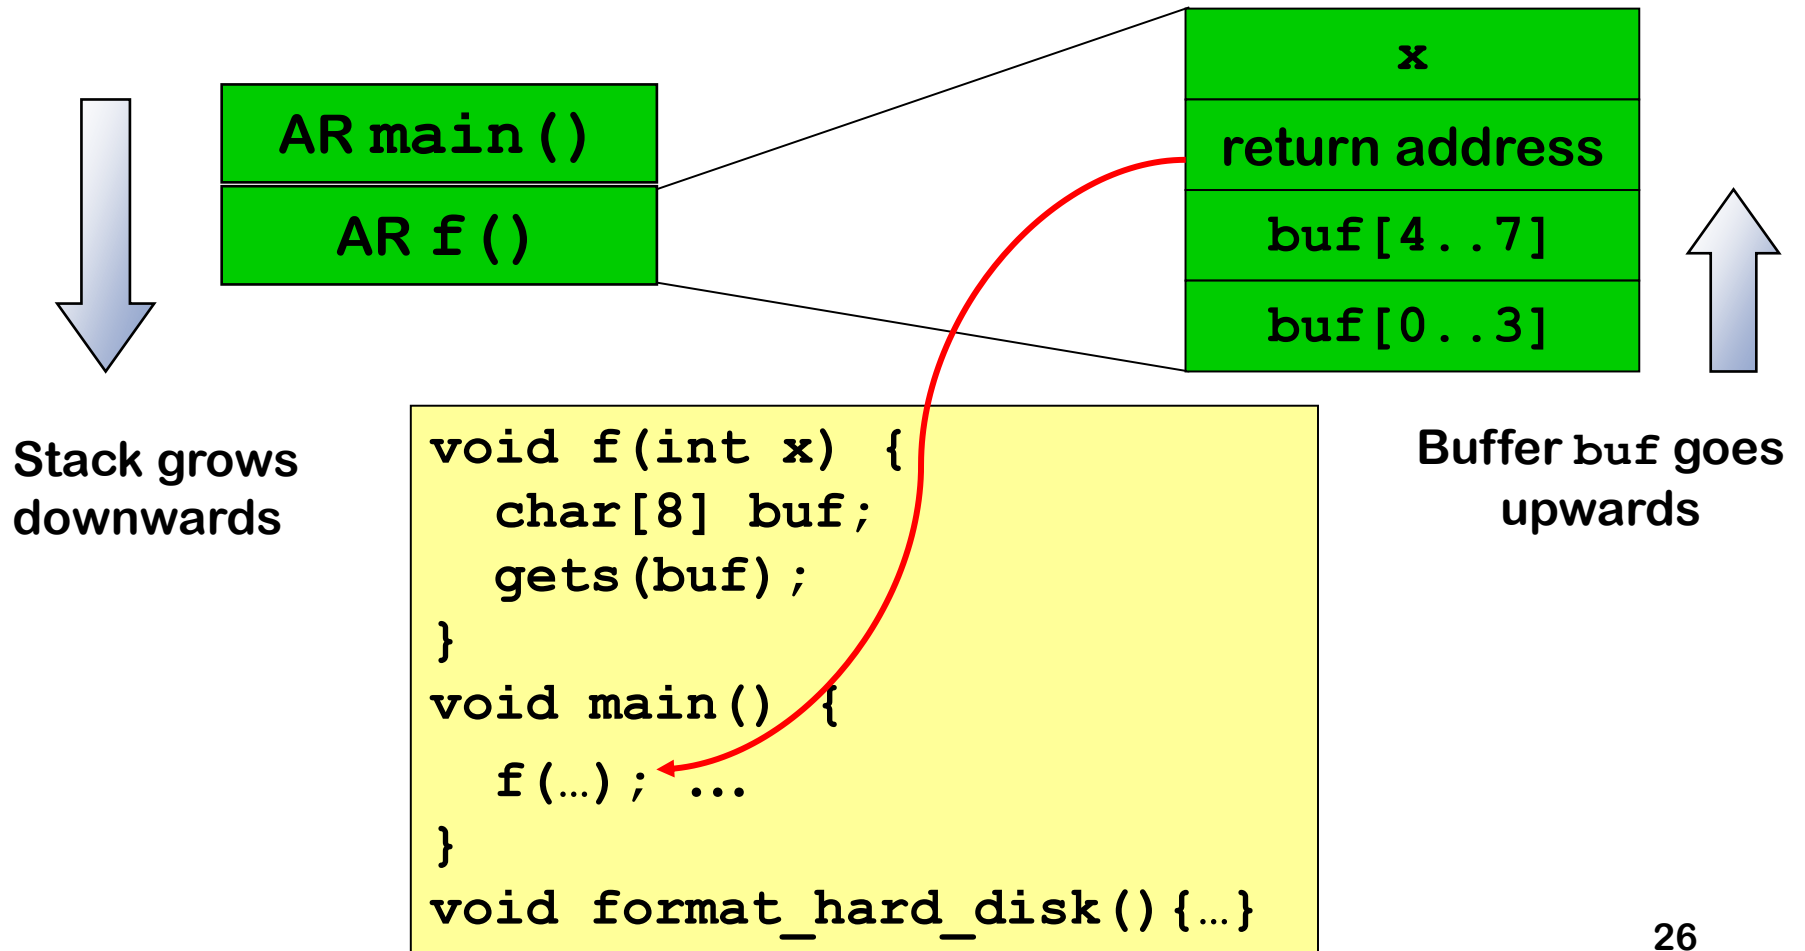 AR main()
AR f()
x
return address
buf[4..7]
buf[0..3]
Stack grows
downwards
Buffer buf goes
upwards
void f(int x) {
char[8] buf;
gets(buf);
}
void main() {
f(…); ...
}
void format_hard_disk(){…}
26